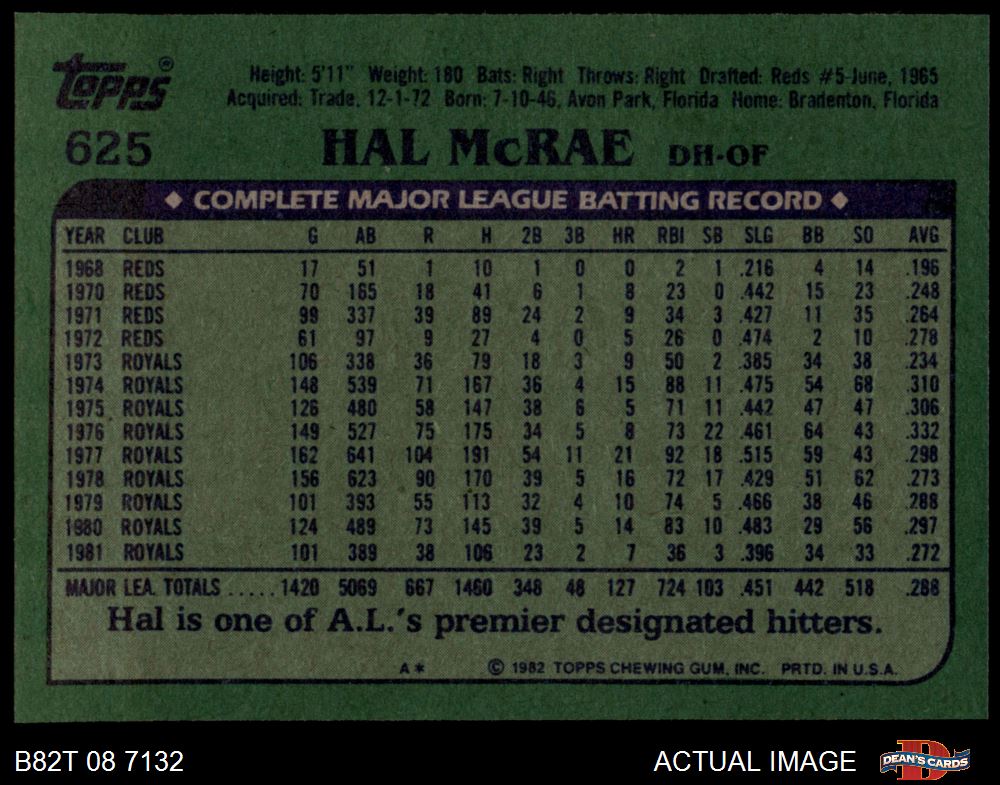 Topps®
Height: 5'11" Weight: 180 Bats: Right Throws: Right Drafted: Reds #5-June, 1965
Acquired: Trade, 12-1-72 Born: 7-10-46, Avon Park, Florida Home: Bradenton, Florida
625 HAL McRAE DH-OF
◆ COMPLETE MAJOR LEAGUE BATTING RECORD ◆
YEAR CLUB G AB R H 2B 3B HR RBI SB SLG BB SO AVG
1968 REDS 17 51 1 10 1 0 0 2 1 .216 4 14 .196
1970 REDS 70 165 18 41 6 1 8 23 0 .442 15 23 .248
1971 REDS 99 337 39 89 24 2 9 34 3 .427 11 35 .264
1972 REDS 61 97 9 27 4 0 5 26 0 .474 2 10 .278
1973 ROYALS 106 338 36 79 18 3 9 50 2 .385 34 38 .234
1974 ROYALS 148 539 71 167 36 4 15 88 11 .475 54 68 .310
1975 ROYALS 126 480 58 147 38 6 5 71 11 .442 47 47 .306
1976 ROYALS 149 527 75 175 34 5 8 73 22 .461 64 43 .332
1977 ROYALS 162 641 104 191 54 11 21 92 18 .515 59 43 .298
1978 ROYALS 156 623 90 170 39 5 16 72 17 .429 51 62 .273
1979 ROYALS 101 393 55 113 32 4 10 74 5 .466 38 46 .288
1980 ROYALS 124 489 73 145 39 5 14 83 10 .483 29 56 .297
1981 ROYALS 101 389 38 106 23 2 7 36 3 .396 34 33 .272
MAJOR LEA. TOTALS .....1420 5069 667 1460 348 48 127 724 103 .451 442 518 .288
Hal is one of A.L.'s premier designated hitters.
A* © 1982 TOPPS CHEWING GUM, INC. PRTD. IN U.S.A.
B82T 08 7132 ACTUAL IMAGE D DEAN'S CARDS